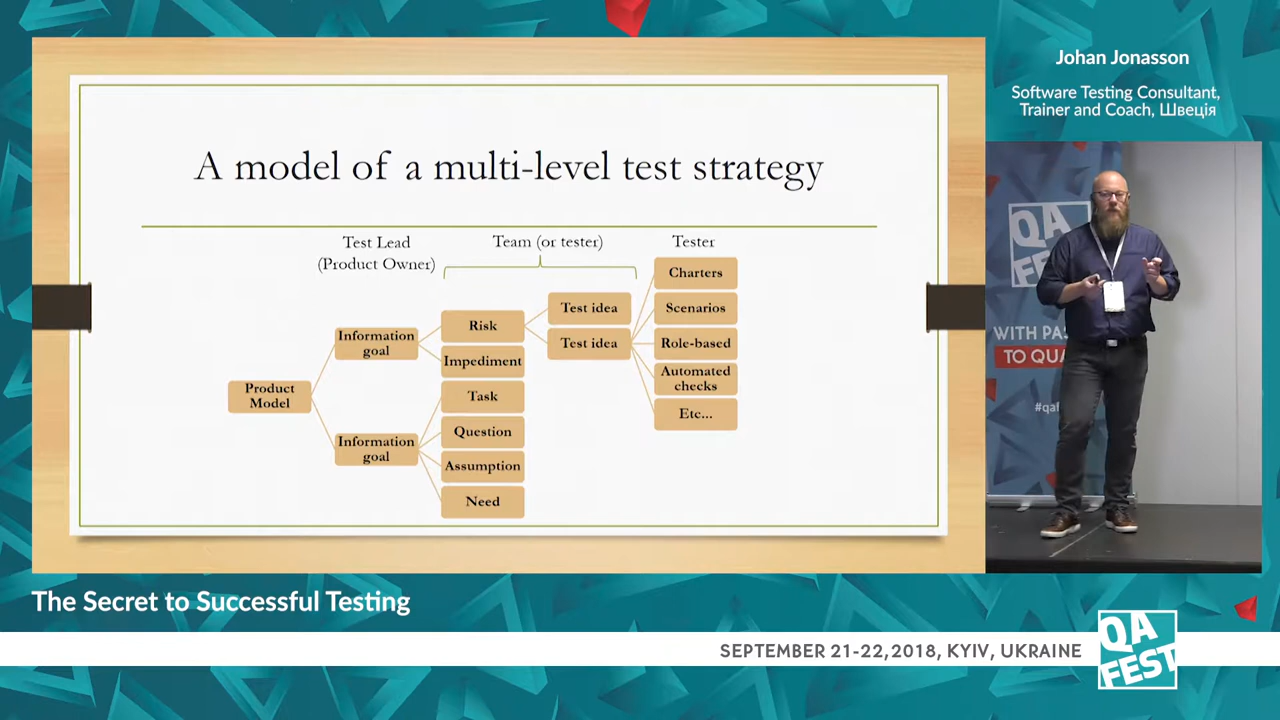 A model of a multi-level test strategy
Test Lead
(Product Owner)
Team (or tester)
Tester
Product
Model
Information
goal
Information
goal
Risk
Impediment
Task
Question
Assumption
Need
Test idea
Test idea
Charters
Scenarios
Role-based
Automated
checks
Etc...
Johan Jonasson
Software Testing Consultant,
Trainer and Coach, Швеція
QA
FE
WITH PA
TO QUA
#qaf
The Secret to Successful Testing
SEPTEMBER 21-22,2018, KYIV, UKRAINE
QA
FEST